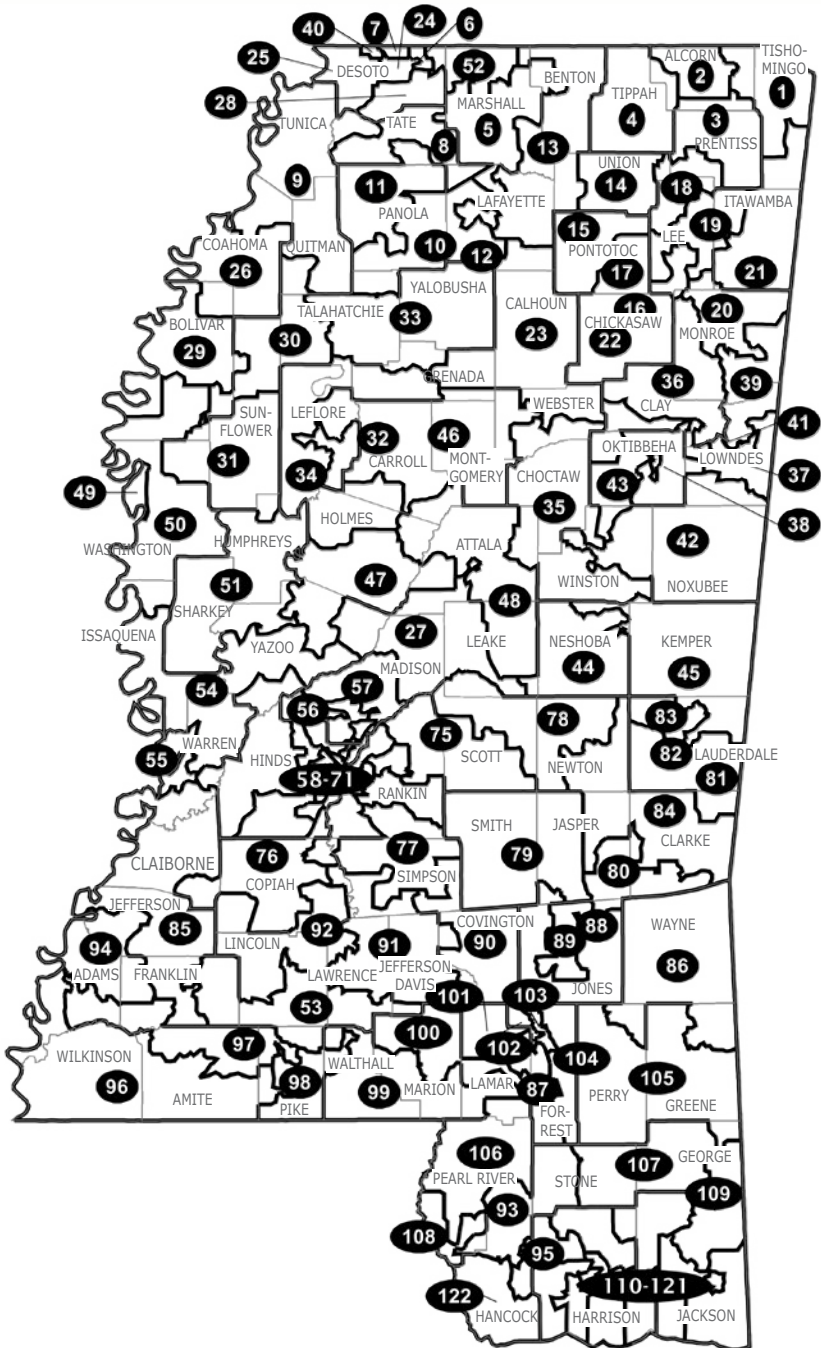 40
7
24
6
25
DESOTO
52
BENTON
ALCORN
2
TISHO-
MINGO
1
28
TUNICA
TATE
MARSHALL
5
TIPPAH
4
3
PRENTISS
8
13
9
11
PANOLA
LAFAYETTE
UNION
14
18
ITAWAMBA
COAHOMA
26
QUITMAN
10
12
15
PONTOTOC
17
LEE
19
21
BOLIVAR
29
30
TALAHATCHIE
33
YALOBUSHA
CALHOUN
23
16
CHICKASAW
22
20
MONROE
GRENADA
36
39
SUN-
FLOWER
31
LEFLORE
34
32
CARROLL
46
MONT-
GOMERY
WEBSTER
CLAY
41
CHOCTAW
35
OKTIBBEHA
43
LOWNDES
37
38
49
50
WASHINGTON
HUMPHREYS
HOLMES
ATTALA
42
NOXUBEE
51
SHARKEY
47
48
WINSTON
ISSAQUENA
YAZOO
27
MADISON
LEAKE
NESHOBA
44
KEMPER
45
54
WARREN
55
56
57
75
SCOTT
78
NEWTON
83
82
LAUDERDALE
81
HINDS
58-71
RANKIN
SMITH
79
JASPER
84
CLARKE
80
CLAIBORNE
76
COPIAH
77
SIMPSON
JEFFERSON
85
94
ADAMS
FRANKLIN
LINCOLN
92
91
LAWRENCE
JEFFERSON
DAVIS
COVINGTON
90
89
88
JONES
WAYNE
86
53
101
103
WILKINSON
96
97
AMITE
98
PIKE
WALTHALL
99
100
MARION
102
LAMAR
87
FOR-
REST
104
PERRY
105
GREENE
106
PEARL RIVER
STONE
107
GEORGE
109
93
108
95
122
HANCOCK
110-121
HARRISON
JACKSON